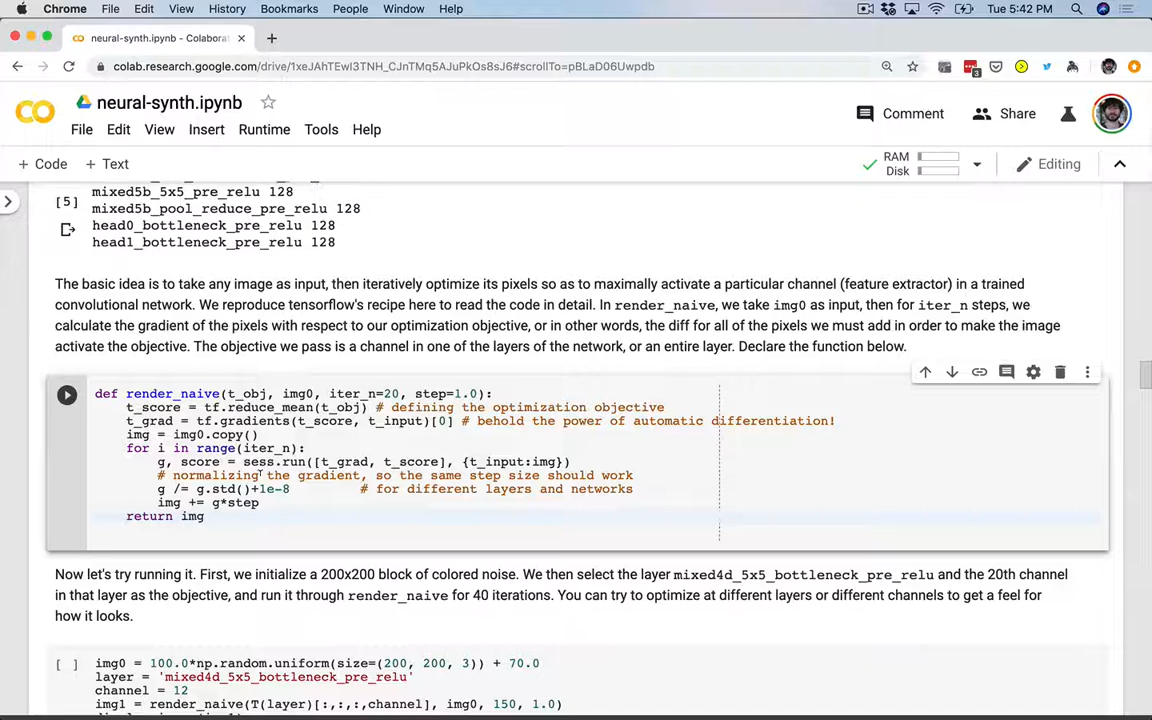 Chrome File Edit View History Bookmarks People Window Help Tue 5:42 PM
neural-synth.ipynb - Colaborat
colab.research.google.com/drive/1xeJAhTEwI3TNH_CJnTMq5AJuPkOs8sJ6#scrollTo=pBLaD06Uwpdb 3
neural-synth.ipynb
Comment Share
File Edit View Insert Runtime Tools Help
+ Code + Text RAM Disk Editing
mixed5b_5x5_pre_relu 128
[5] mixed5b_pool_reduce_pre_relu 128
head0_bottleneck_pre_relu 128
head1_bottleneck_pre_relu 128
The basic idea is to take any image as input, then iteratively optimize its pixels so as to maximally activate a particular channel (feature extractor) in a trained
convolutional network. We reproduce tensorflow's recipe here to read the code in detail. In render_naive, we take img0 as input, then for iter_n steps, we
calculate the gradient of the pixels with respect to our optimization objective, or in other words, the diff for all of the pixels we must add in order to make the image
activate the objective. The objective we pass is a channel in one of the layers of the network, or an entire layer. Declare the function below.
def render_naive(t_obj, img0, iter_n=20, step=1.0):
t_score = tf.reduce_mean(t_obj) # defining the optimization objective
t_grad = tf.gradients(t_score, t_input)[0] # behold the power of automatic differentiation!
img = img0.copy()
for i in range(iter_n):
g, score = sess.run([t_grad, t_score], {t_input:img})
# normalizing the gradient, so the same step size should work
g /= g.std()+1e-8 # for different layers and networks
img += g*step
return img
Now let's try running it. First, we initialize a 200x200 block of colored noise. We then select the layer mixed4d_5x5_bottleneck_pre_relu and the 20th channel
in that layer as the objective, and run it through render_naive for 40 iterations. You can try to optimize at different layers or different channels to get a feel for
how it looks.
[ ] img0 = 100.0*np.random.uniform(size=(200, 200, 3)) + 70.0
layer = 'mixed4d_5x5_bottleneck_pre_relu'
channel = 12
img1 = render_naive(T(layer)[:,:,:,channel], img0, 150, 1.0)